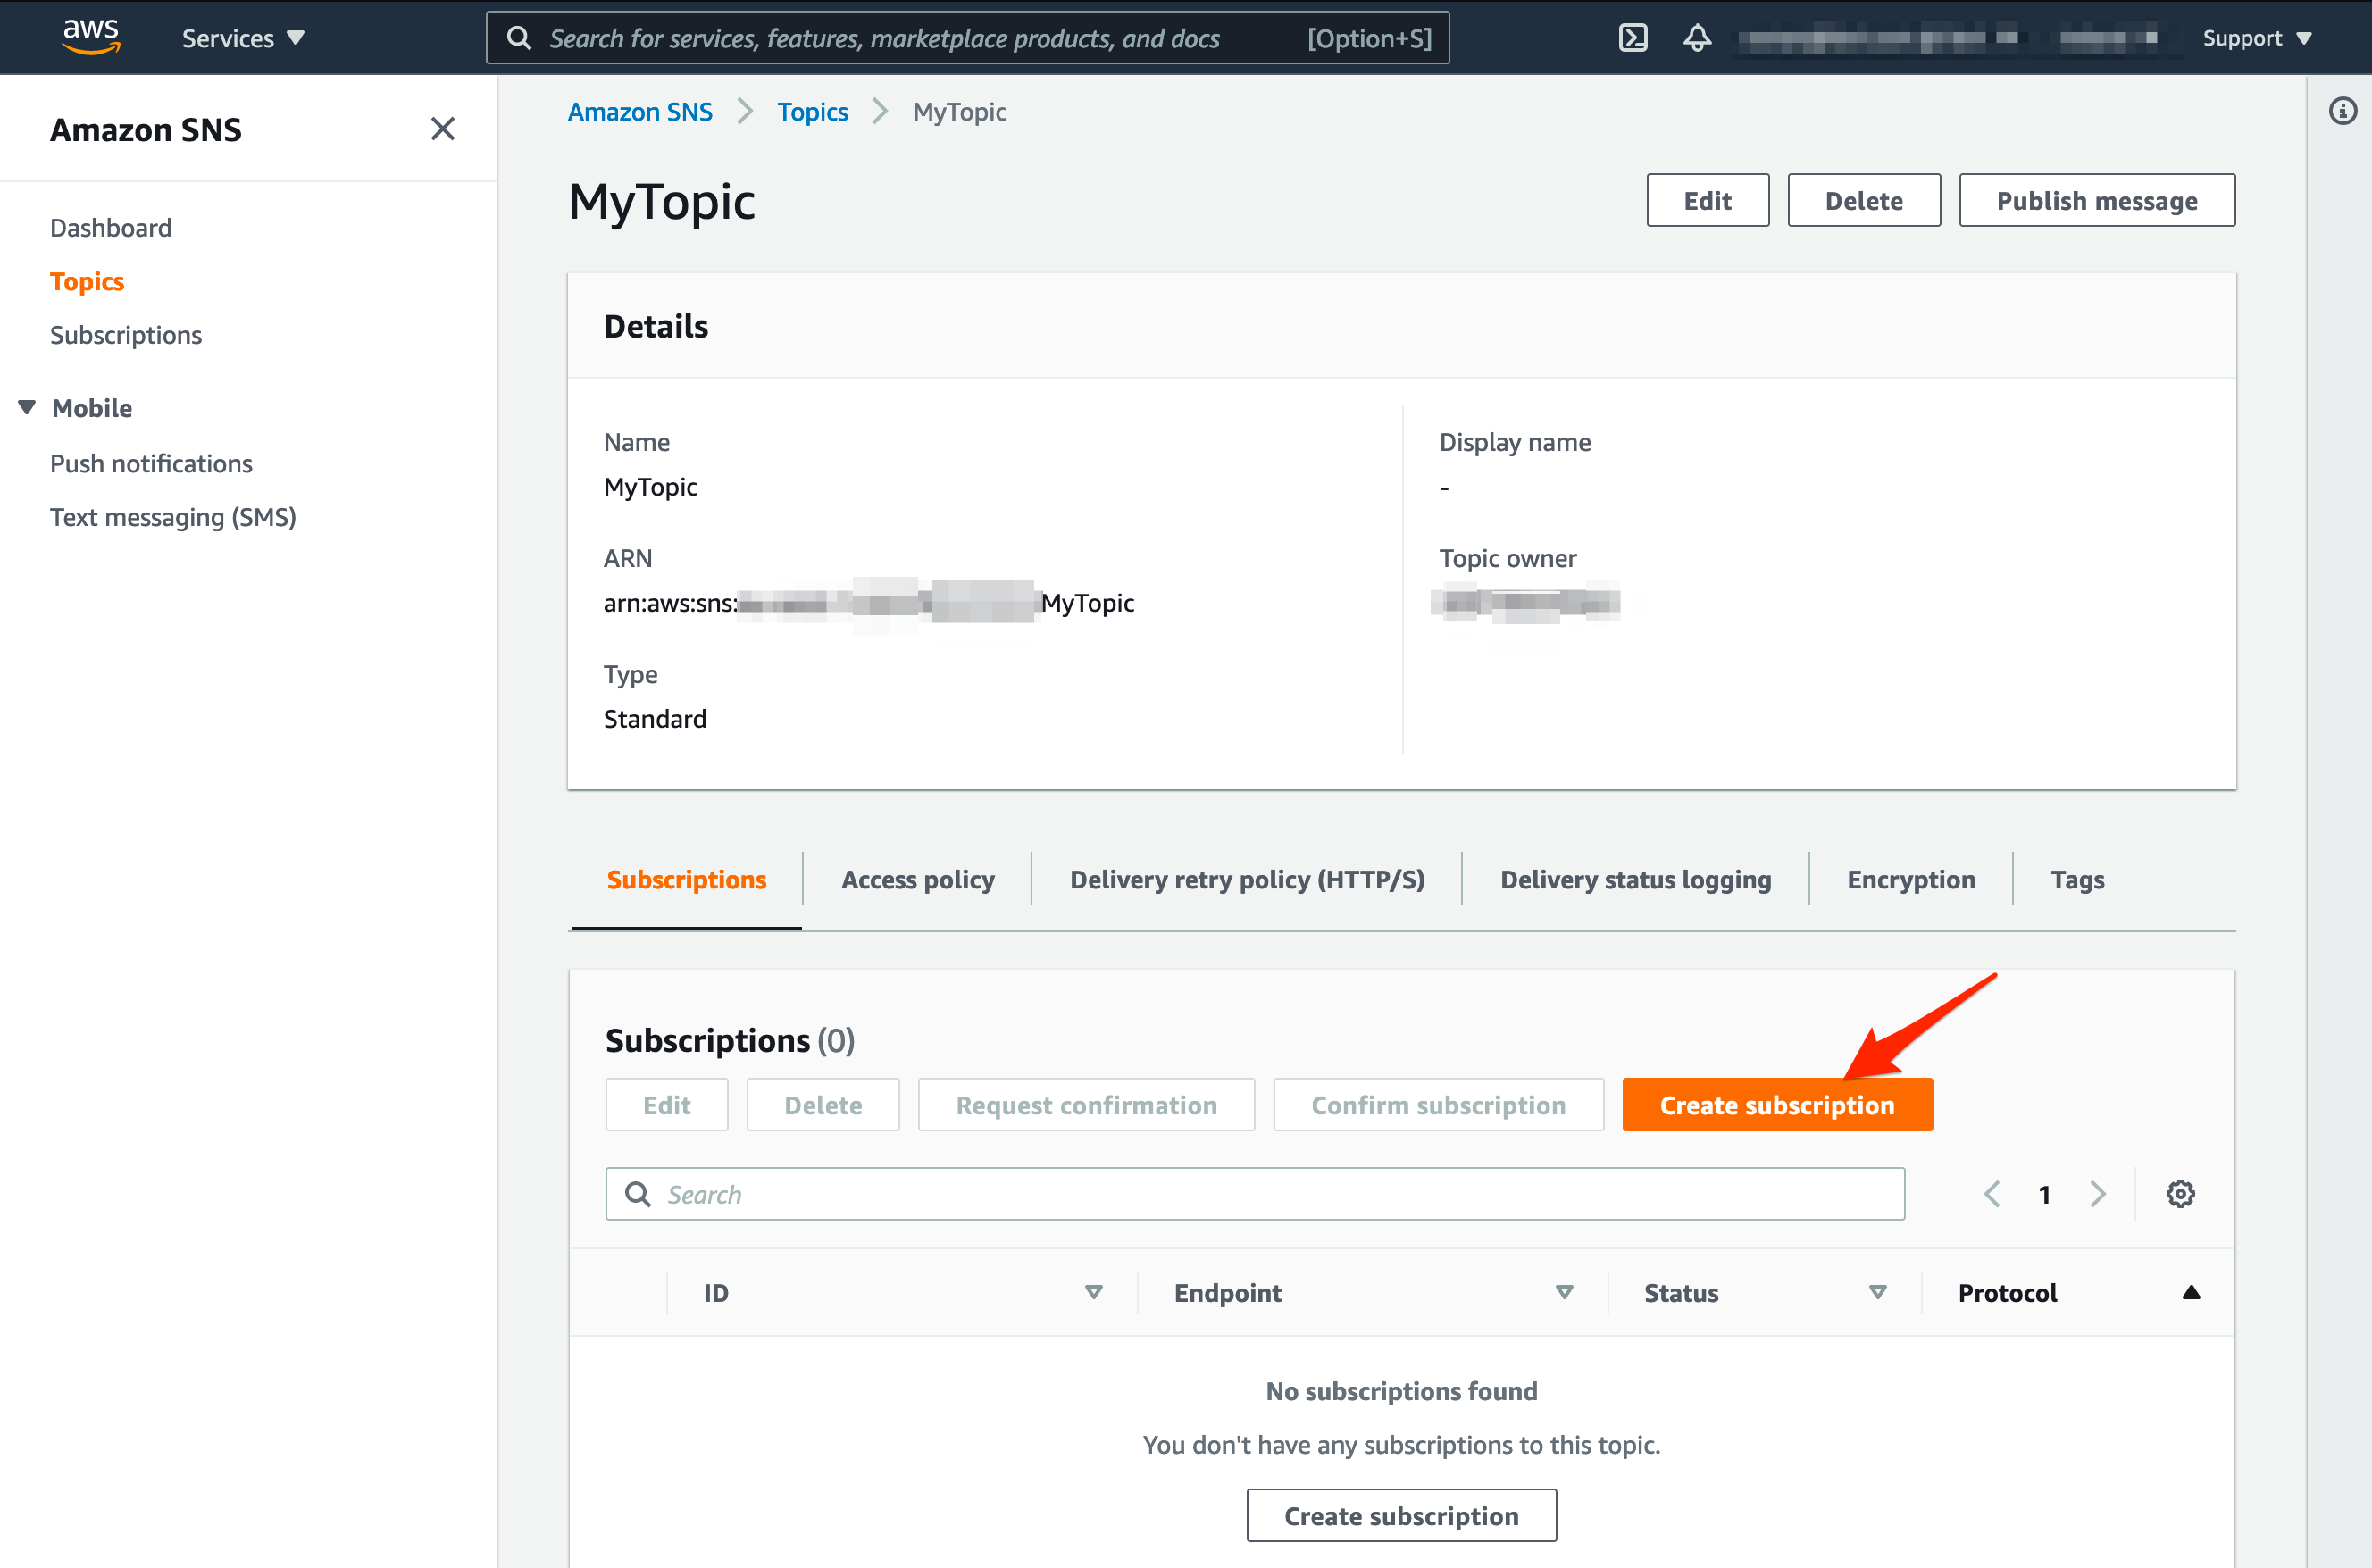 aws Services Search for services, features, marketplace products, and docs [Option+S] Support
Amazon SNS
Dashboard
Topics
Subscriptions
Mobile
Push notifications
Text messaging (SMS)
Amazon SNS Topics MyTopic
MyTopic Edit Delete Publish message
Details
Name
MyTopic
ARN
arn:aws:sns: MyTopic
Type
Standard
Display name
-
Topic owner
Subscriptions Access policy Delivery retry policy (HTTP/S) Delivery status logging Encryption Tags
Subscriptions (0)
Edit Delete Request confirmation Confirm subscription Create subscription
Search 1
ID Endpoint Status Protocol
No subscriptions found
You don't have any subscriptions to this topic.
Create subscription